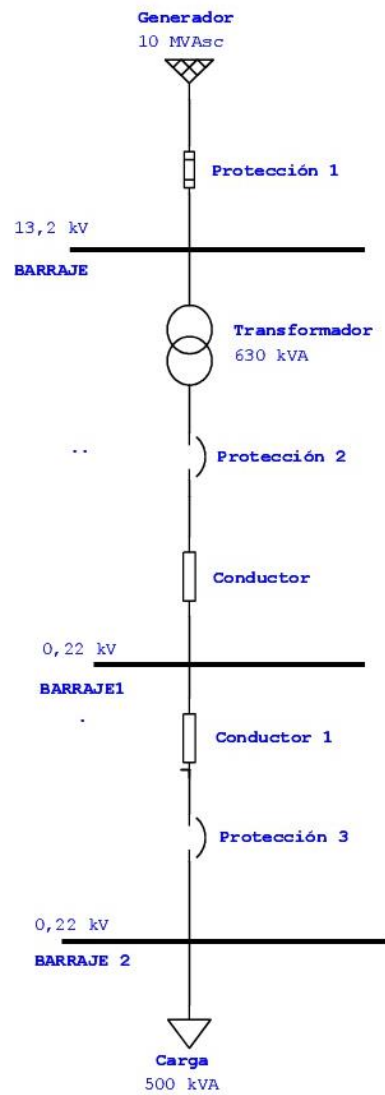 Generador
10 MVAsc
Protección 1
13,2 kV
BARRAJE
Transformador
630 kVA
Protección 2
Conductor
0,22 kV
BARRAJE1
Conductor 1
Protección 3
0,22 kV
BARRAJE 2
Carga
500 kVA